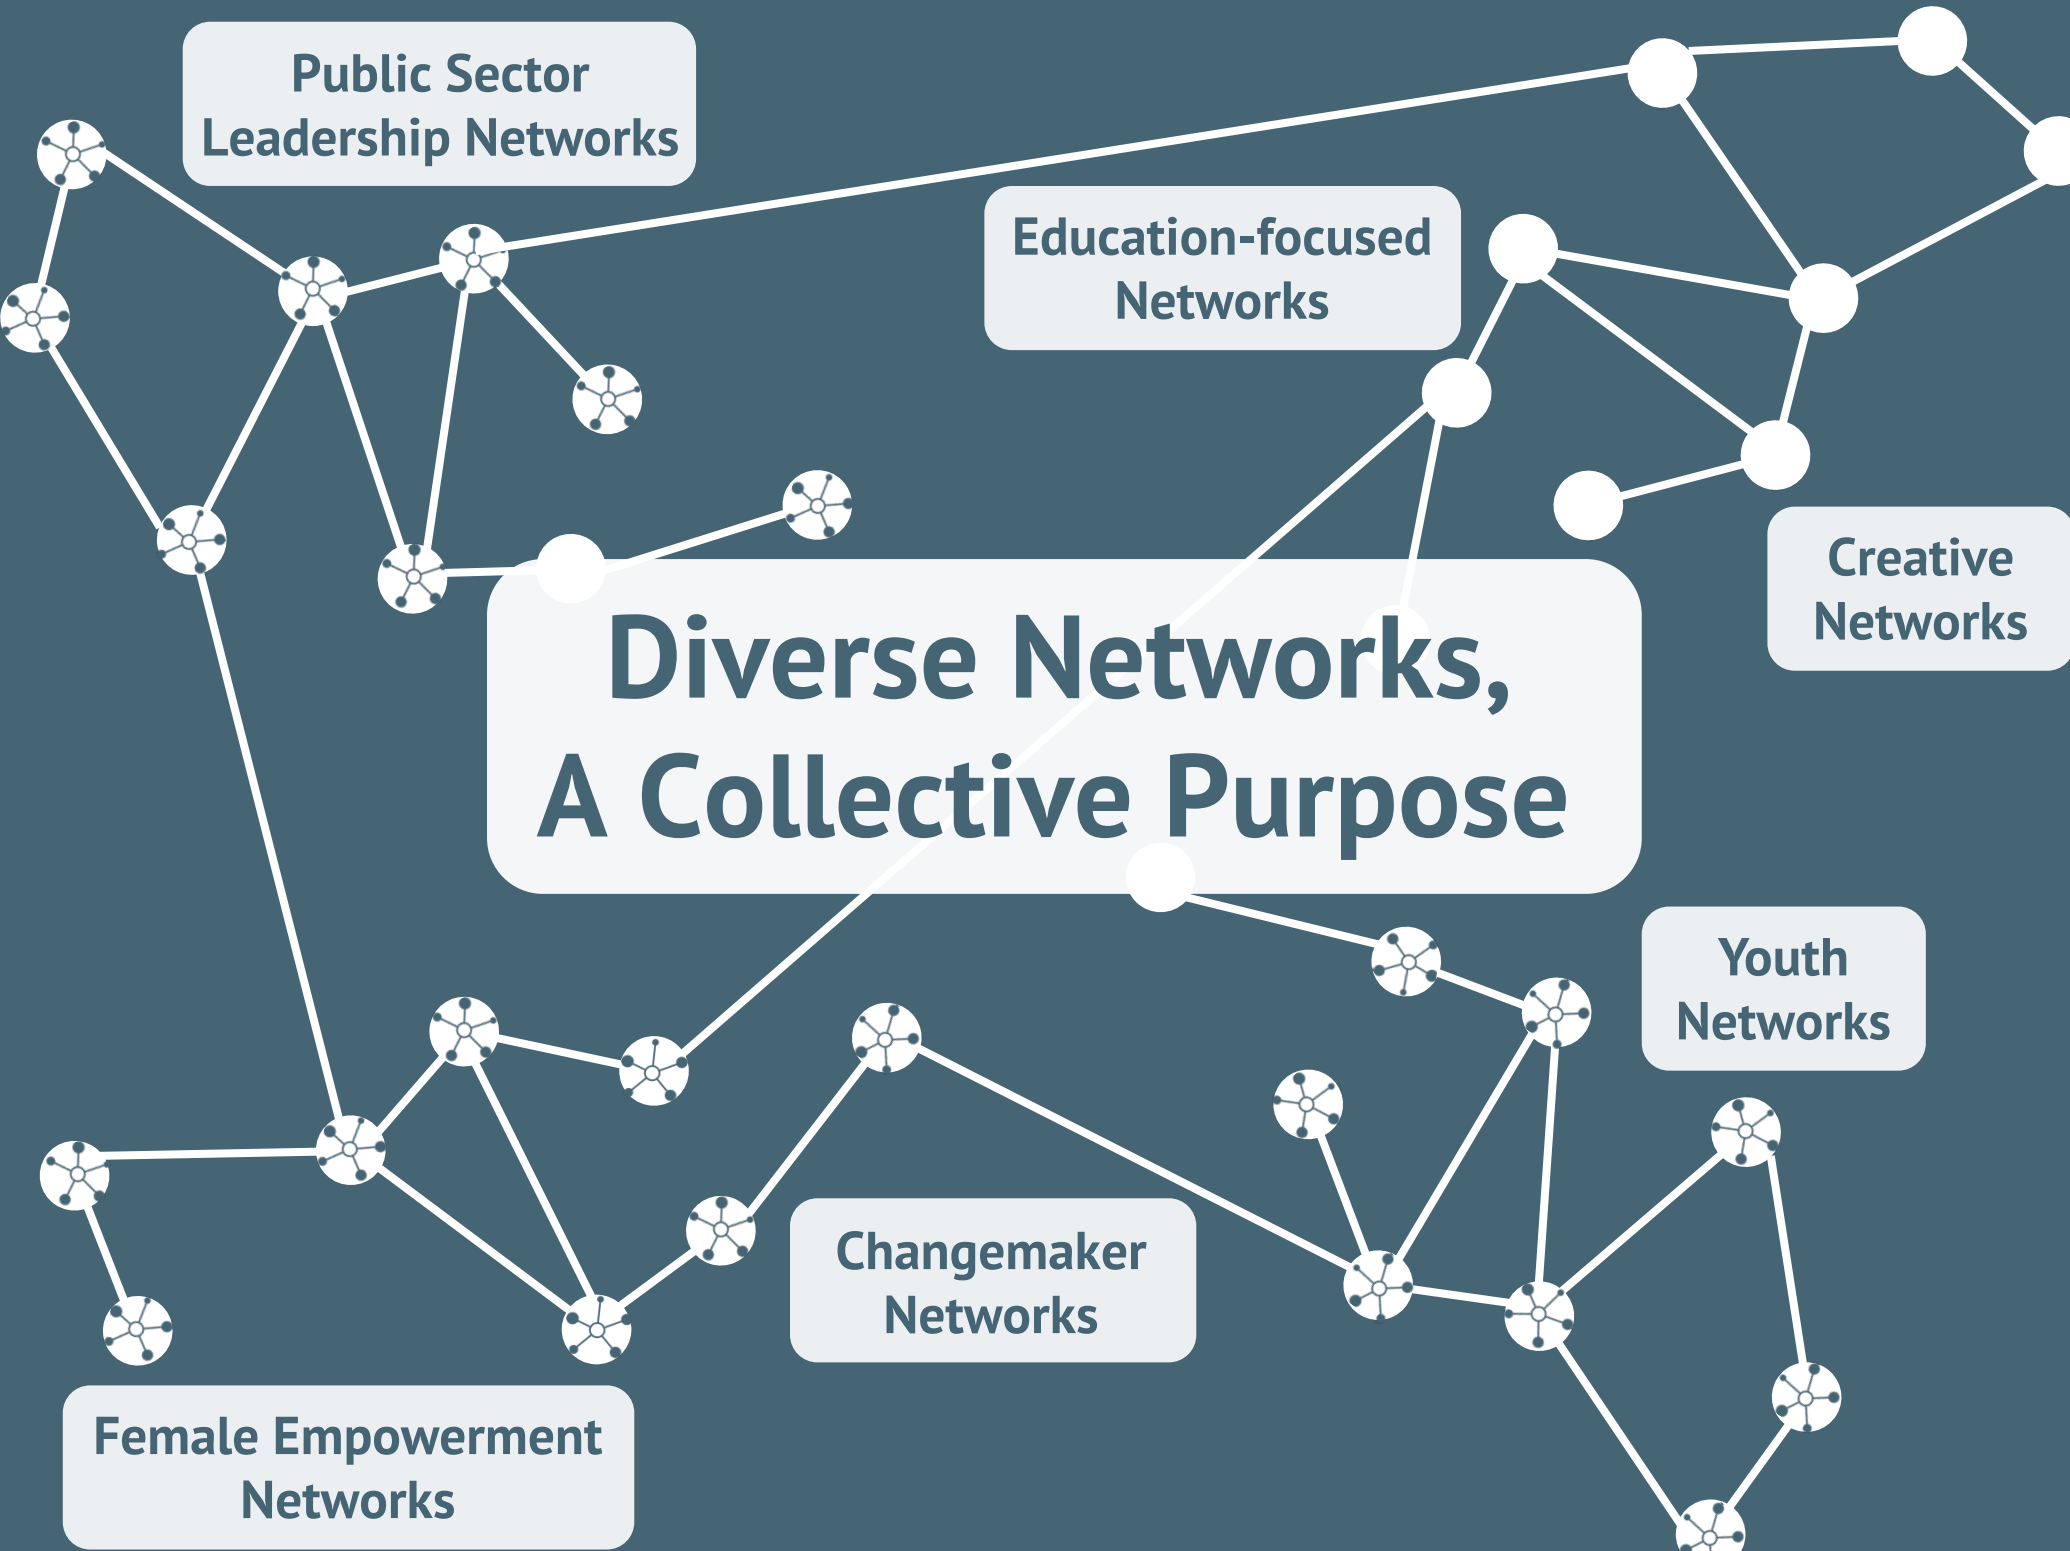 Public Sector
Leadership Networks
Education-focused
Networks
Creative
Networks
Diverse Networks,
A Collective Purpose
Youth
Networks
Changemaker
Networks
Female Empowerment
Networks